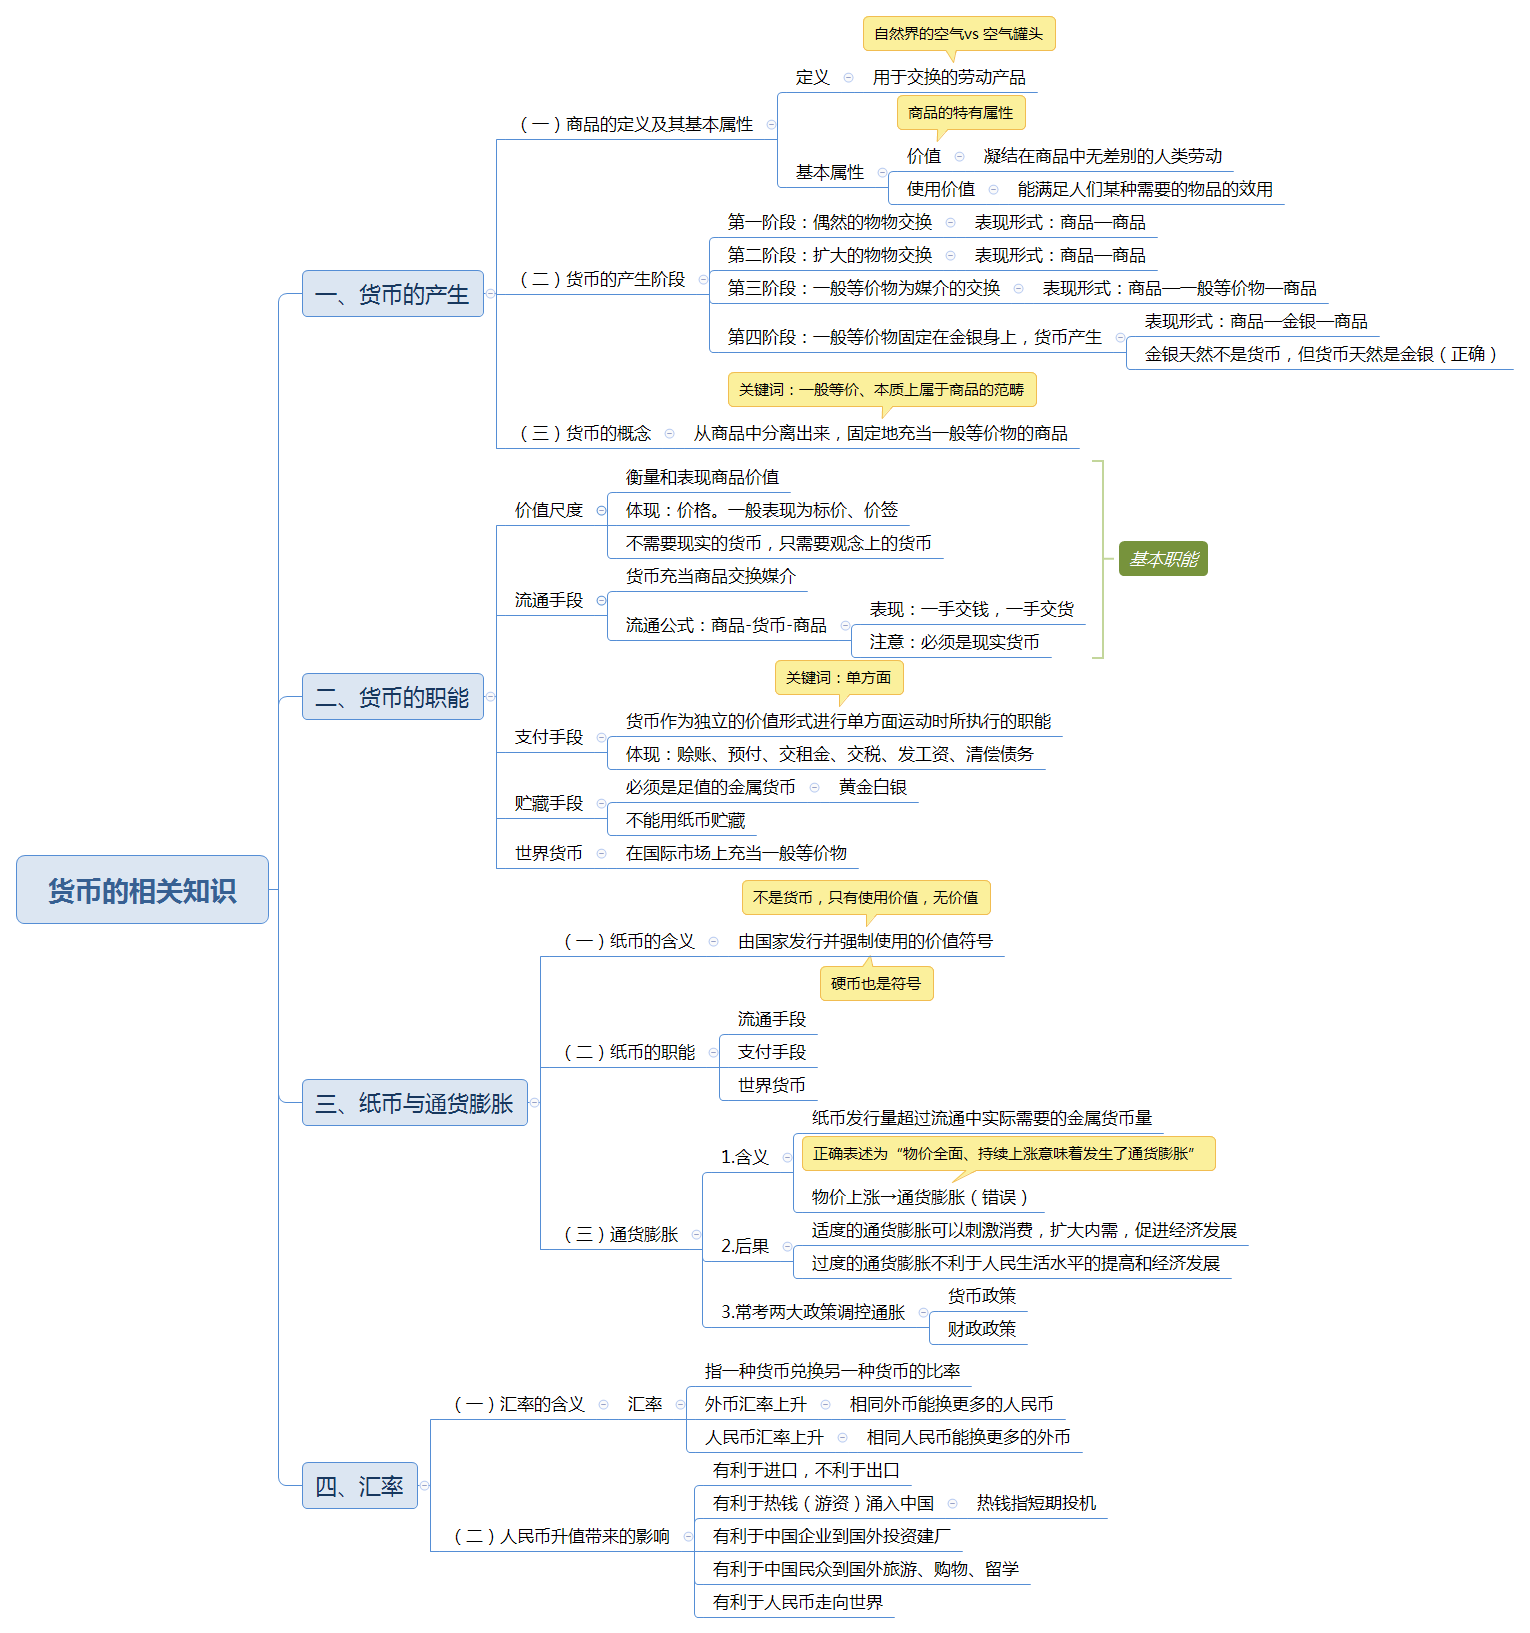 货币的相关知识
一、货币的产生
（一）商品的定义及其基本属性
自然界的空气vs 空气罐头
定义
用于交换的劳动产品
商品的特有属性
基本属性
价值
凝结在商品中无差别的人类劳动
使用价值
能满足人们某种需要的物品的效用
（二）货币的产生阶段
第一阶段：偶然的物物交换
表现形式：商品—商品
第二阶段：扩大的物物交换
表现形式：商品—商品
第三阶段：一般等价物为媒介的交换
表现形式：商品—一般等价物—商品
第四阶段：一般等价物固定在金银身上，货币产生
表现形式：商品—金银—商品
金银天然不是货币，但货币天然是金银（正确）
关键词：一般等价、本质上属于商品的范畴
（三）货币的概念
从商品中分离出来，固定地充当一般等价物的商品
二、货币的职能
价值尺度
衡量和表现商品价值
体现：价格。一般表现为标价、价签
不需要现实的货币，只需要观念上的货币
流通手段
货币充当商品交换媒介
流通公式：商品-货币-商品
表现：一手交钱，一手交货
注意：必须是现实货币
基本职能
关键词：单方面
支付手段
货币作为独立的价值形式进行单方面运动时所执行的职能
体现：赊账、预付、交租金、交税、发工资、清偿债务
贮藏手段
必须是足值的金属货币
黄金白银
不能用纸币贮藏
世界货币
在国际市场上充当一般等价物
三、纸币与通货膨胀
不是货币，只有使用价值，无价值
（一）纸币的含义
由国家发行并强制使用的价值符号
硬币也是符号
（二）纸币的职能
流通手段
支付手段
世界货币
（三）通货膨胀
1.含义
纸币发行量超过流通中实际需要的金属货币量
正确表述为“物价全面、持续上涨意味着发生了通货膨胀”
物价上涨→通货膨胀（错误）
2.后果
适度的通货膨胀可以刺激消费，扩大内需，促进经济发展
过度的通货膨胀不利于人民生活水平的提高和经济发展
3.常考两大政策调控通胀
货币政策
财政政策
四、汇率
（一）汇率的含义
汇率
指一种货币兑换另一种货币的比率
外币汇率上升
相同外币能换更多的人民币
人民币汇率上升
相同人民币能换更多的外币
（二）人民币升值带来的影响
有利于进口，不利于出口
有利于热钱（游资）涌入中国
热钱指短期投机
有利于中国企业到国外投资建厂
有利于中国民众到国外旅游、购物、留学
有利于人民币走向世界